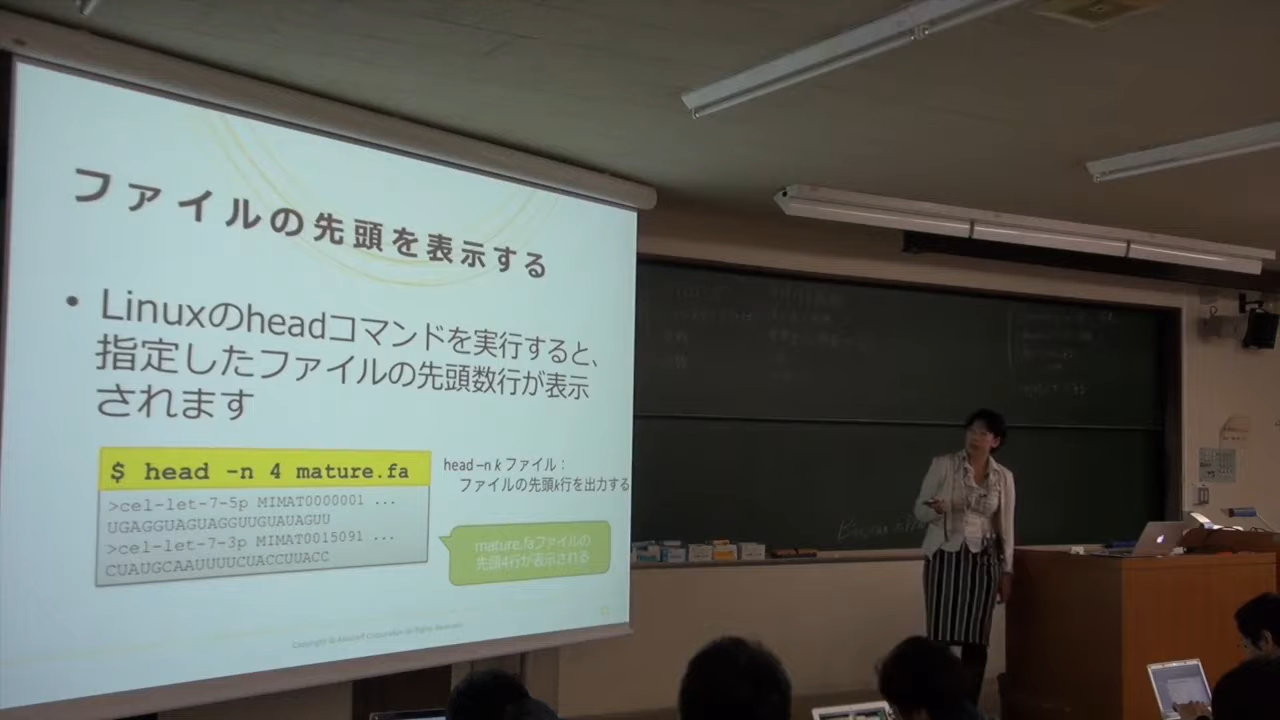 ファイルの先頭を表示する
• Linuxのheadコマンドを実行すると、
指定したファイルの先頭数行が表示
されます
$ head -n 4 mature.fa
>cel-let-7-5p MIMAT0000001 ...
UGAGGUAGUAGGUUGUAUAGUU
>cel-let-7-3p MIMAT0015091 ...
CUAUGCAAUUUUCUACCUUACC
head –n k ファイル：
ファイルの先頭k行を出力する
mature.faファイルの
先頭4行が表示される